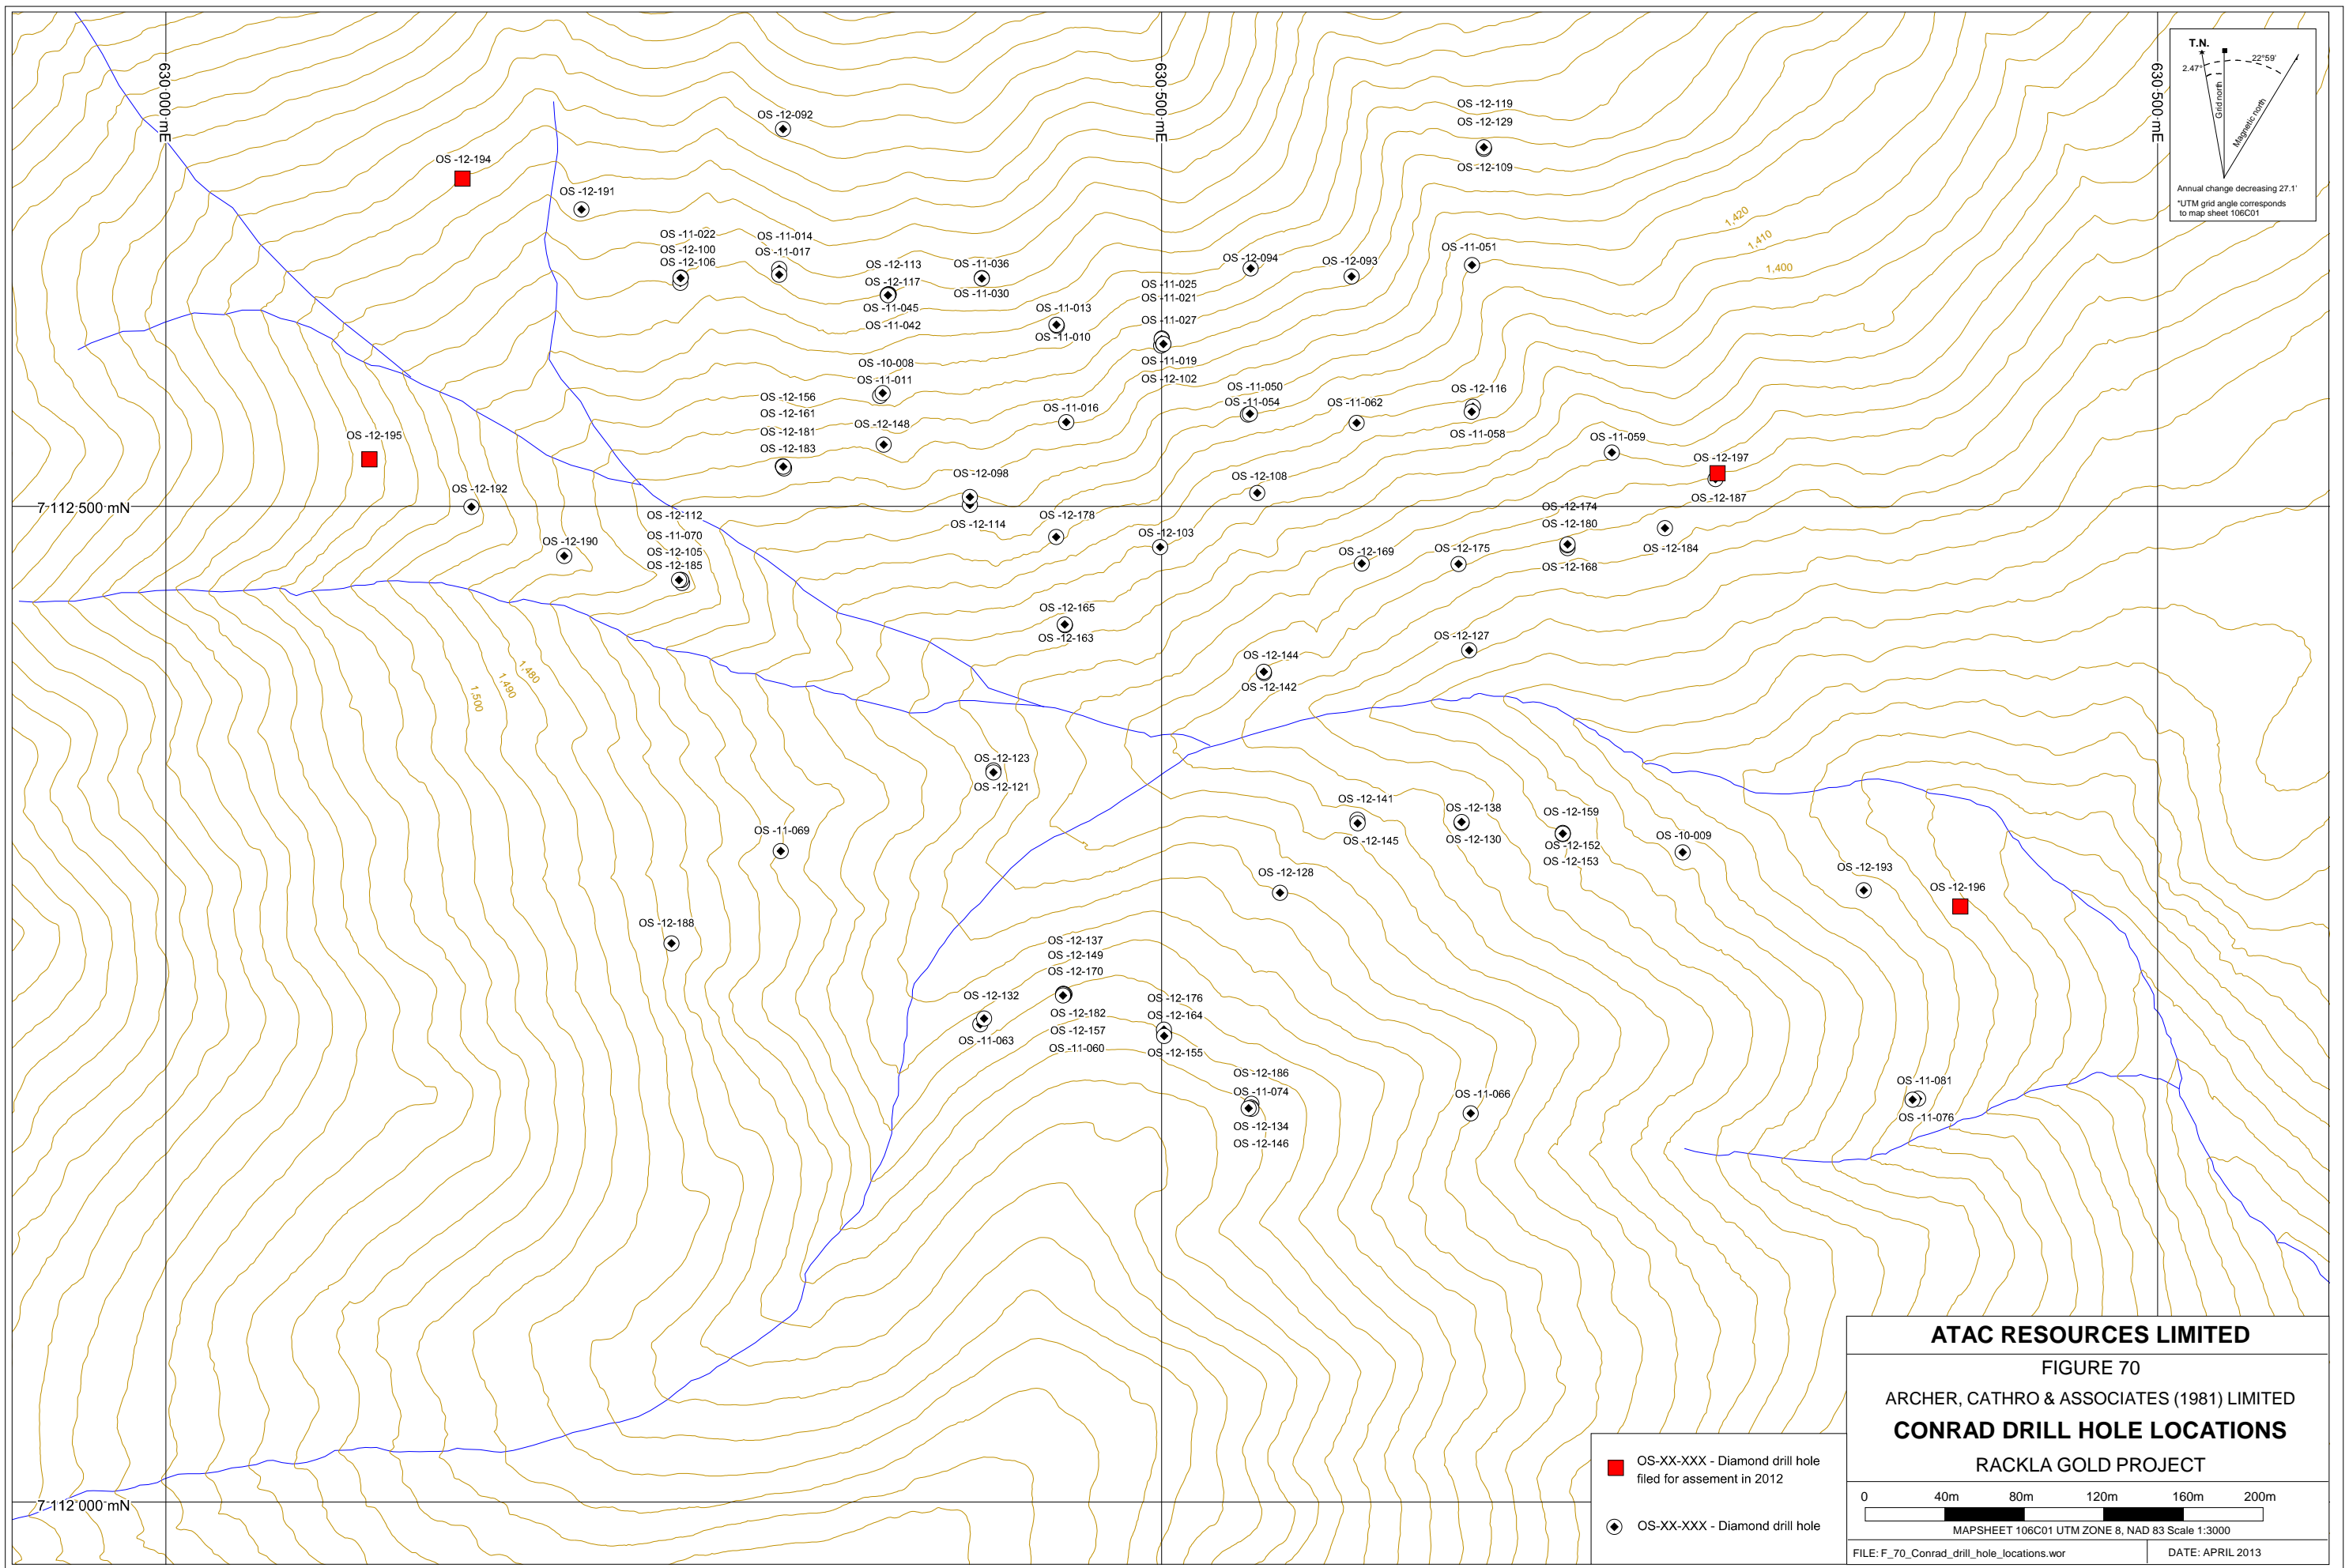 630 000 mE
630 500 mE
630 500 mE
T.N.
2.47°
22°59'
Grid north
Magnetic north
Annual change decreasing 27.1'
*UTM grid angle corresponds
to map sheet 106C01
OS -12-092
OS -12-119
OS -12-129
OS -12-109
OS -12-194
OS -12-191
1,420
1,410
1,400
OS -11-022
OS -12-100
OS -12-106
OS -11-014
OS -11-017
OS -12-113
OS -12-117
OS -11-045
OS -11-042
OS -11-036
OS -11-030
OS -11-013
OS -11-010
OS -11-025
OS -11-021
OS -11-027
OS -11-019
OS -12-102
OS -12-094
OS -12-093
OS -11-051
OS -10-008
OS -11-011
OS -12-156
OS -12-161
OS -12-181
OS -12-183
OS -12-148
OS -11-016
OS -11-050
OS -11-054
OS -11-062
OS -12-116
OS -11-058
OS -11-059
OS -12-197
OS -12-187
OS -12-195
OS -12-192
OS -12-098
OS -12-114
OS -12-108
7 112 500 mN
OS -12-190
OS -12-112
OS -11-070
OS -12-105
OS -12-185
OS -12-178
OS -12-103
OS -12-169
OS -12-175
OS -12-174
OS -12-180
OS -12-168
OS -12-184
OS -12-165
OS -12-163
OS -12-127
OS -12-144
OS -12-142
1,500
1,490
1,480
OS -12-123
OS -12-121
OS -11-069
OS -12-141
OS -12-145
OS -12-138
OS -12-130
OS -12-159
OS -12-152
OS -12-153
OS -10-009
OS -12-128
OS -12-193
OS -12-196
OS -12-188
OS -12-137
OS -12-149
OS -12-170
OS -12-182
OS -12-157
OS -11-060
OS -12-132
OS -11-063
OS -12-176
OS -12-164
OS -12-155
OS -12-186
OS -11-074
OS -12-134
OS -12-146
OS -11-066
OS -11-081
OS -11-076
7 112 000 mN
OS-XX-XXX - Diamond drill hole
filed for assement in 2012
OS-XX-XXX - Diamond drill hole
ATAC RESOURCES LIMITED
FIGURE 70
ARCHER, CATHRO & ASSOCIATES (1981) LIMITED
CONRAD DRILL HOLE LOCATIONS
RACKLA GOLD PROJECT
0 40m 80m 120m 160m 200m
MAPSHEET 106C01 UTM ZONE 8, NAD 83 Scale 1:3000
FILE: F_70_Conrad_drill_hole_locations.wor
DATE: APRIL 2013